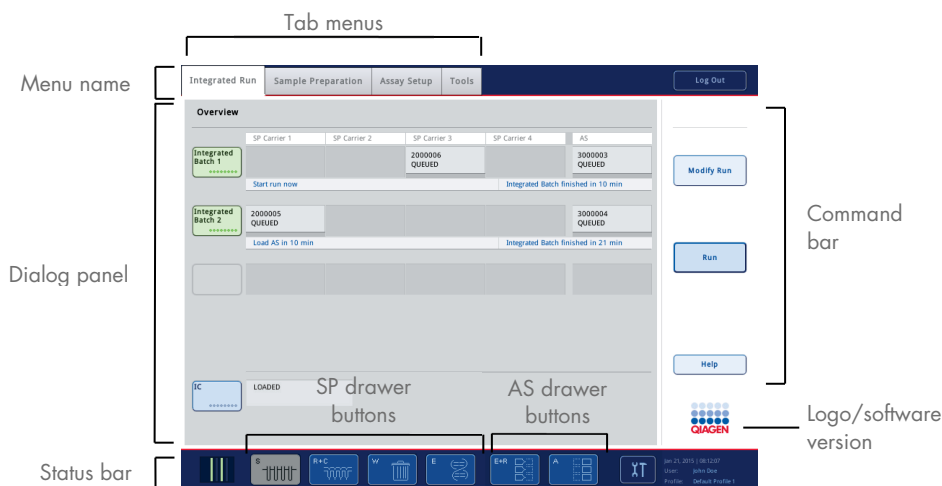 Tab menus
Menu name
Integrated Run Sample Preparation Assay Setup Tools Log Out
Overview
SP Carrier 1 SP Carrier 2 SP Carrier 3 SP Carrier 4 AS
Integrated
Batch 1
********
2000006
QUEUED
3000003
QUEUED
Start run now Integrated Batch finished in 10 min
Modify Run
Integrated
Batch 2
********
2000005
QUEUED
3000004
QUEUED
Load AS in 10 min Integrated Batch finished in 21 min
Run
Command
bar
Dialog panel
Help
IC
********
LOADED
SP drawer
buttons
AS drawer
buttons
QIAGEN
Logo/software
version
Status bar
S R+C W E E+R A
Jan 21, 2015 | 08:12:07
User: John Doe
Profile: Default Profile 1